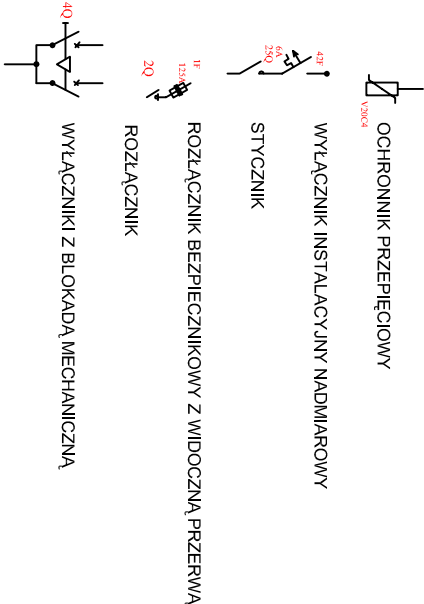 V20C4
OCHRONNIK PRZEPIĘCIOWY
42F
6A
WYŁĄCZNIK INSTALACYJNY NADMIAROWY
25Q
STYCZNIK
1F
125A
ROZŁĄCZNIK BEZPIECZNIKOWY Z WIDOCZNĄ PRZERWĄ
2Q
ROZŁĄCZNIK
4Q
WYŁĄCZNIKI Z BLOKADĄ MECHANICZNĄ